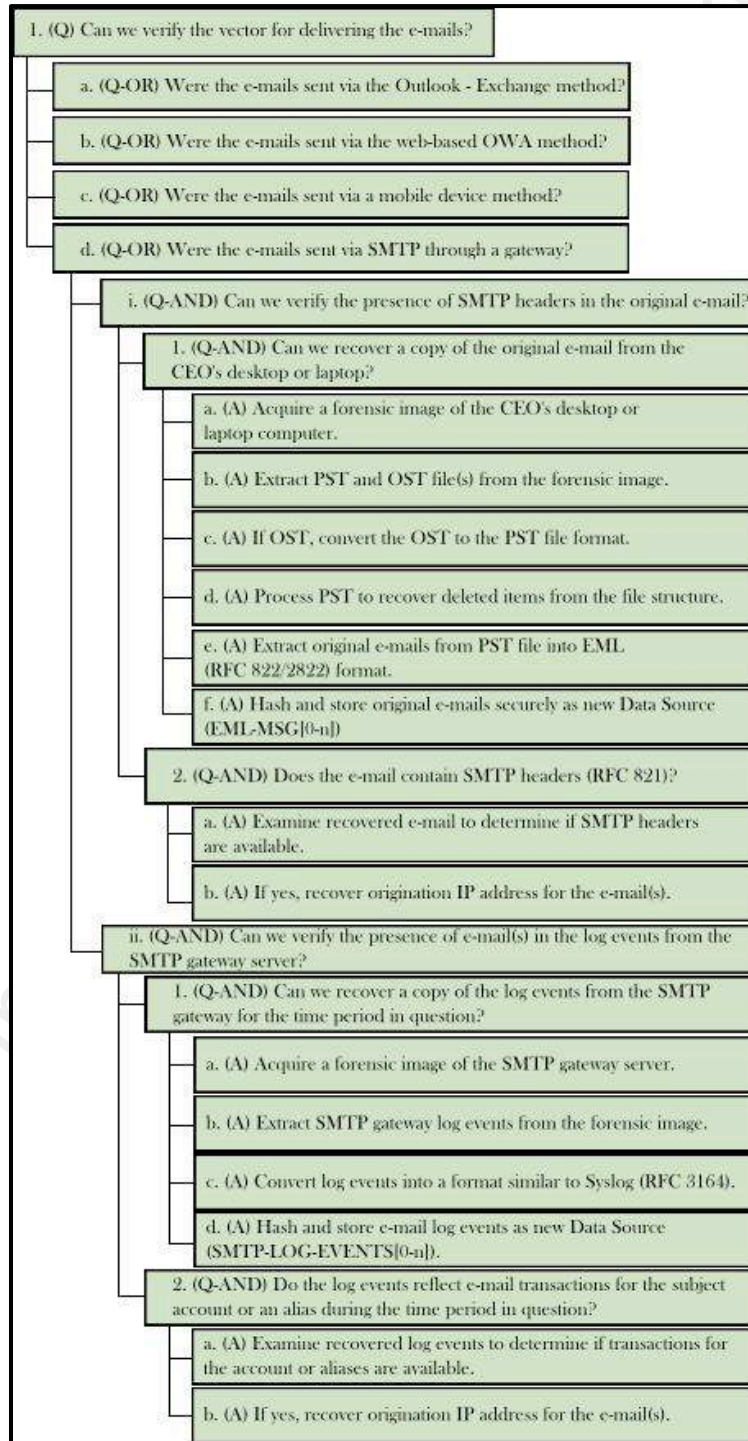 1. (Q) Can we verify the vector for delivering the e-mails?
a. (Q-OR) Were the e-mails sent via the Outlook - Exchange method?
b. (Q-OR) Were the e-mails sent via the web-based OWA method?
c. (Q-OR) Were the e-mails sent via a mobile device method?
d. (Q-OR) Were the e-mails sent via SMTP through a gateway?
i. (Q-AND) Can we verify the presence of SMTP headers in the original e-mail?
1. (Q-AND) Can we recover a copy of the original e-mail from the
CEO's desktop or laptop?
a. (A) Acquire a forensic image of the CEO's desktop or
laptop computer.
b. (A) Extract PST and OST file(s) from the forensic image.
c. (A) If OST, convert the OST to the PST file format.
d. (A) Process PST to recover deleted items from the file structure.
e. (A) Extract original e-mails from PST file into EML
(RFC 822/2822) format.
f. (A) Hash and store original e-mails securely as new Data Source
(EML-MSG[0-n])
2. (Q-AND) Does the e-mail contain SMTP headers (RFC 821)?
a. (A) Examine recovered e-mail to determine if SMTP headers
are available.
b. (A) If yes, recover origination IP address for the e-mail(s).
ii. (Q-AND) Can we verify the presence of e-mail(s) in the log events from the
SMTP gateway server?
1. (Q-AND) Can we recover a copy of the log events from the SMTP
gateway for the time period in question?
a. (A) Acquire a forensic image of the SMTP gateway server.
b. (A) Extract SMTP gateway log events from the forensic image.
c. (A) Convert log events into a format similar to Syslog (RFC 3164).
d. (A) Hash and store e-mail log events as new Data Source
(SMTP-LOG-EVENTS[0-n]).
2. (Q-AND) Do the log events reflect e-mail transactions for the subject
account or an alias during the time period in question?
a. (A) Examine recovered log events to determine if transactions for
the account or aliases are available.
b. (A) If yes, recover origination IP address for the e-mail(s).